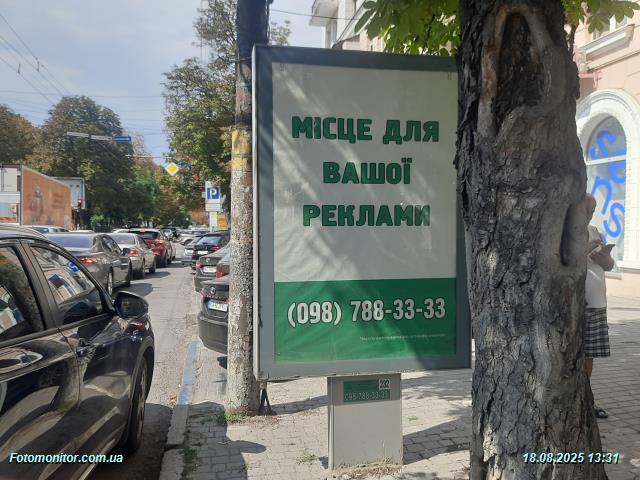 МІСЦЕ ДЛЯ
ВАШОЇ
РЕКЛАМИ
(098) 788-33-33
232
098-788-33-33
P
Fotomonitor.com.ua
18.08.2025 13:31